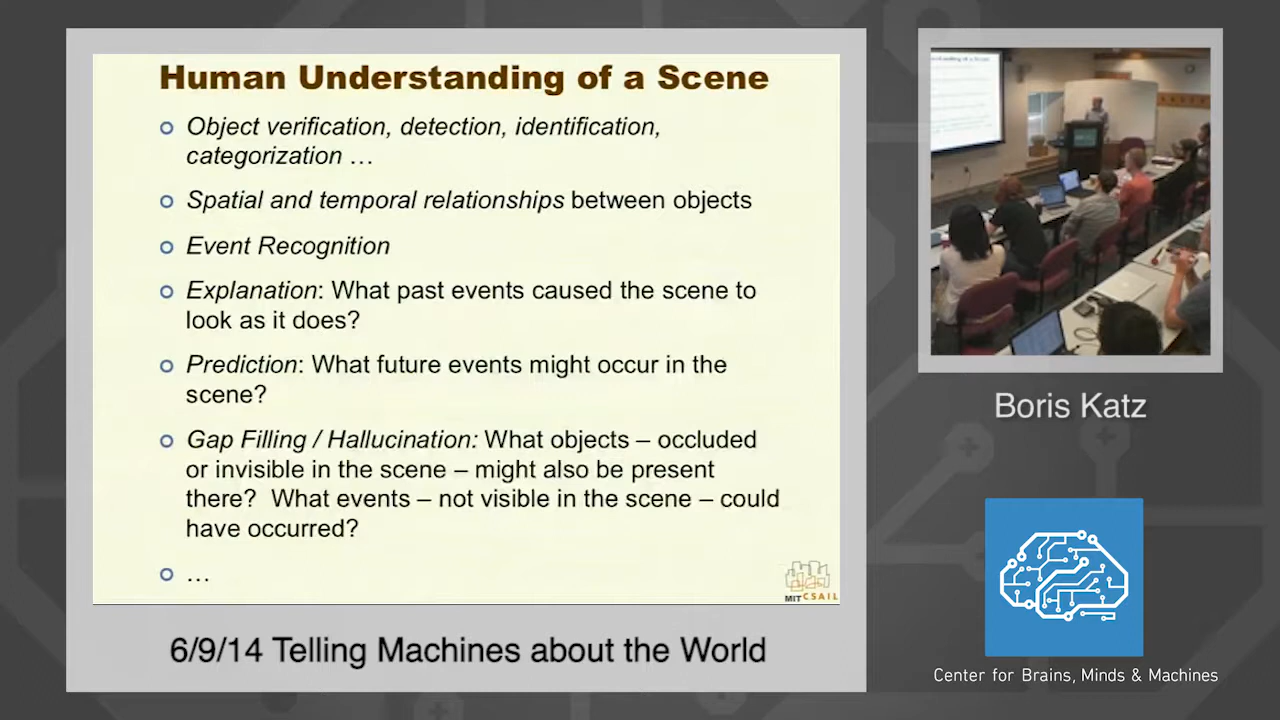 Human Understanding of a Scene
Object verification, detection, identification,
categorization …
Spatial and temporal relationships between objects
Event Recognition
Explanation: What past events caused the scene to
look as it does?
Prediction: What future events might occur in the
scene?
Gap Filling / Hallucination: What objects – occluded
or invisible in the scene – might also be present
there? What events – not visible in the scene – could
have occurred?
…
MIT CSAIL
6/9/14 Telling Machines about the World
Boris Katz
Center for Brains, Minds & Machines